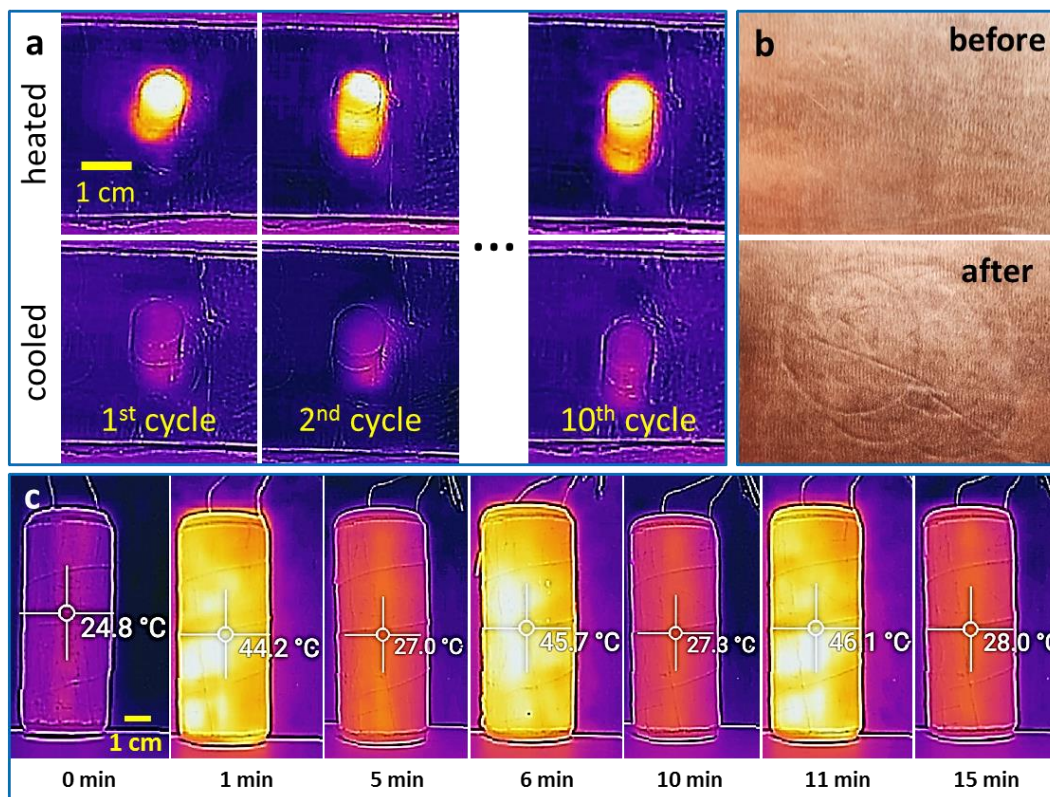 a
heated
1 cm
cooled
1st cycle
2nd cycle
...
10th cycle
b
before
after
c
24.8 °C
44.2 °C
27.0 °C
45.7 °C
27.3 °C
46.1 °C
28.0 °C
1 cm
0 min
1 min
5 min
6 min
10 min
11 min
15 min